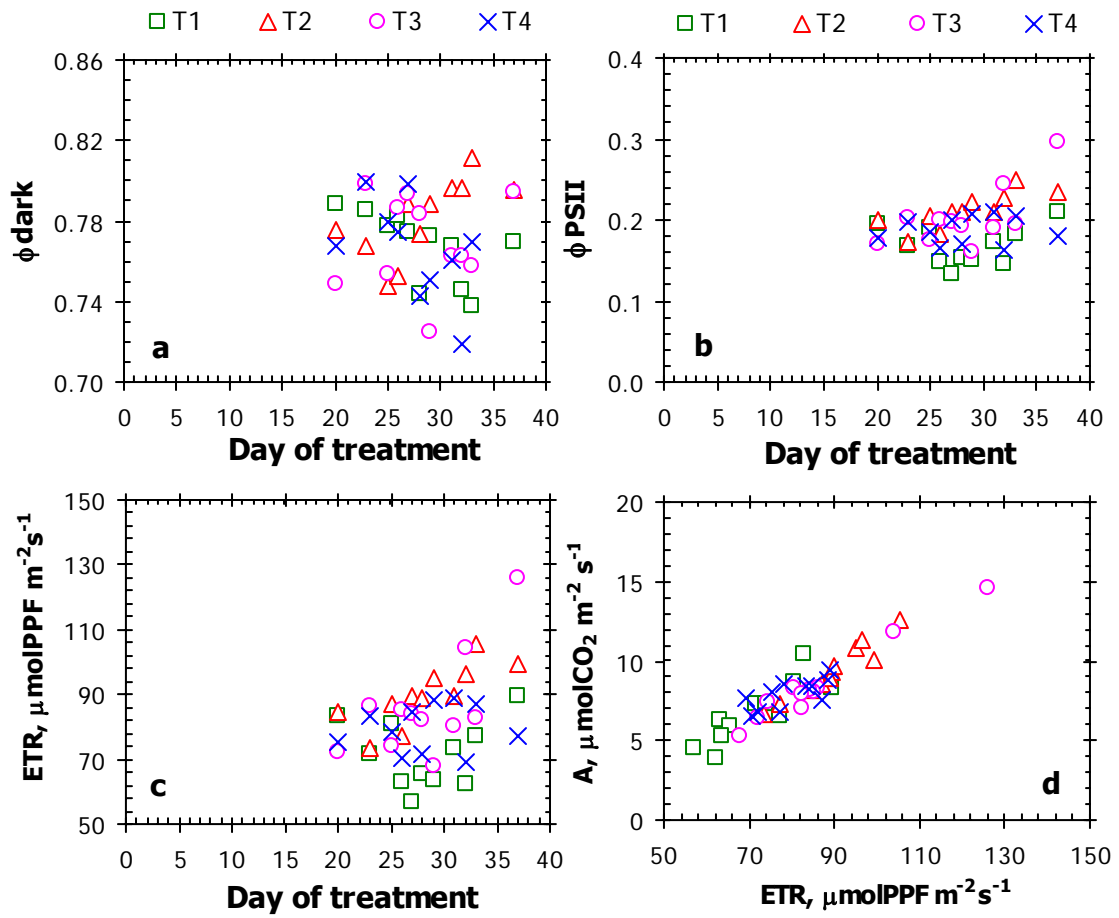 T1 T2 T3 T4
T1 T2 T3 T4
0.86
0.82
0.78
0.74
0.70
ϕdark
a
0 5 10 15 20 25 30 35 40
Day of treatment
0.4
0.3
0.2
0.1
0.0
ϕPSII
b
0 5 10 15 20 25 30 35 40
Day of treatment
150
130
110
90
70
50
ETR, μmolPPF m⁻²s⁻¹
c
0 5 10 15 20 25 30 35 40
Day of treatment
20
15
10
5
0
A, μmolCO₂ m⁻² s⁻¹
d
50 70 90 110 130 150
ETR, μmolPPF m⁻²s⁻¹